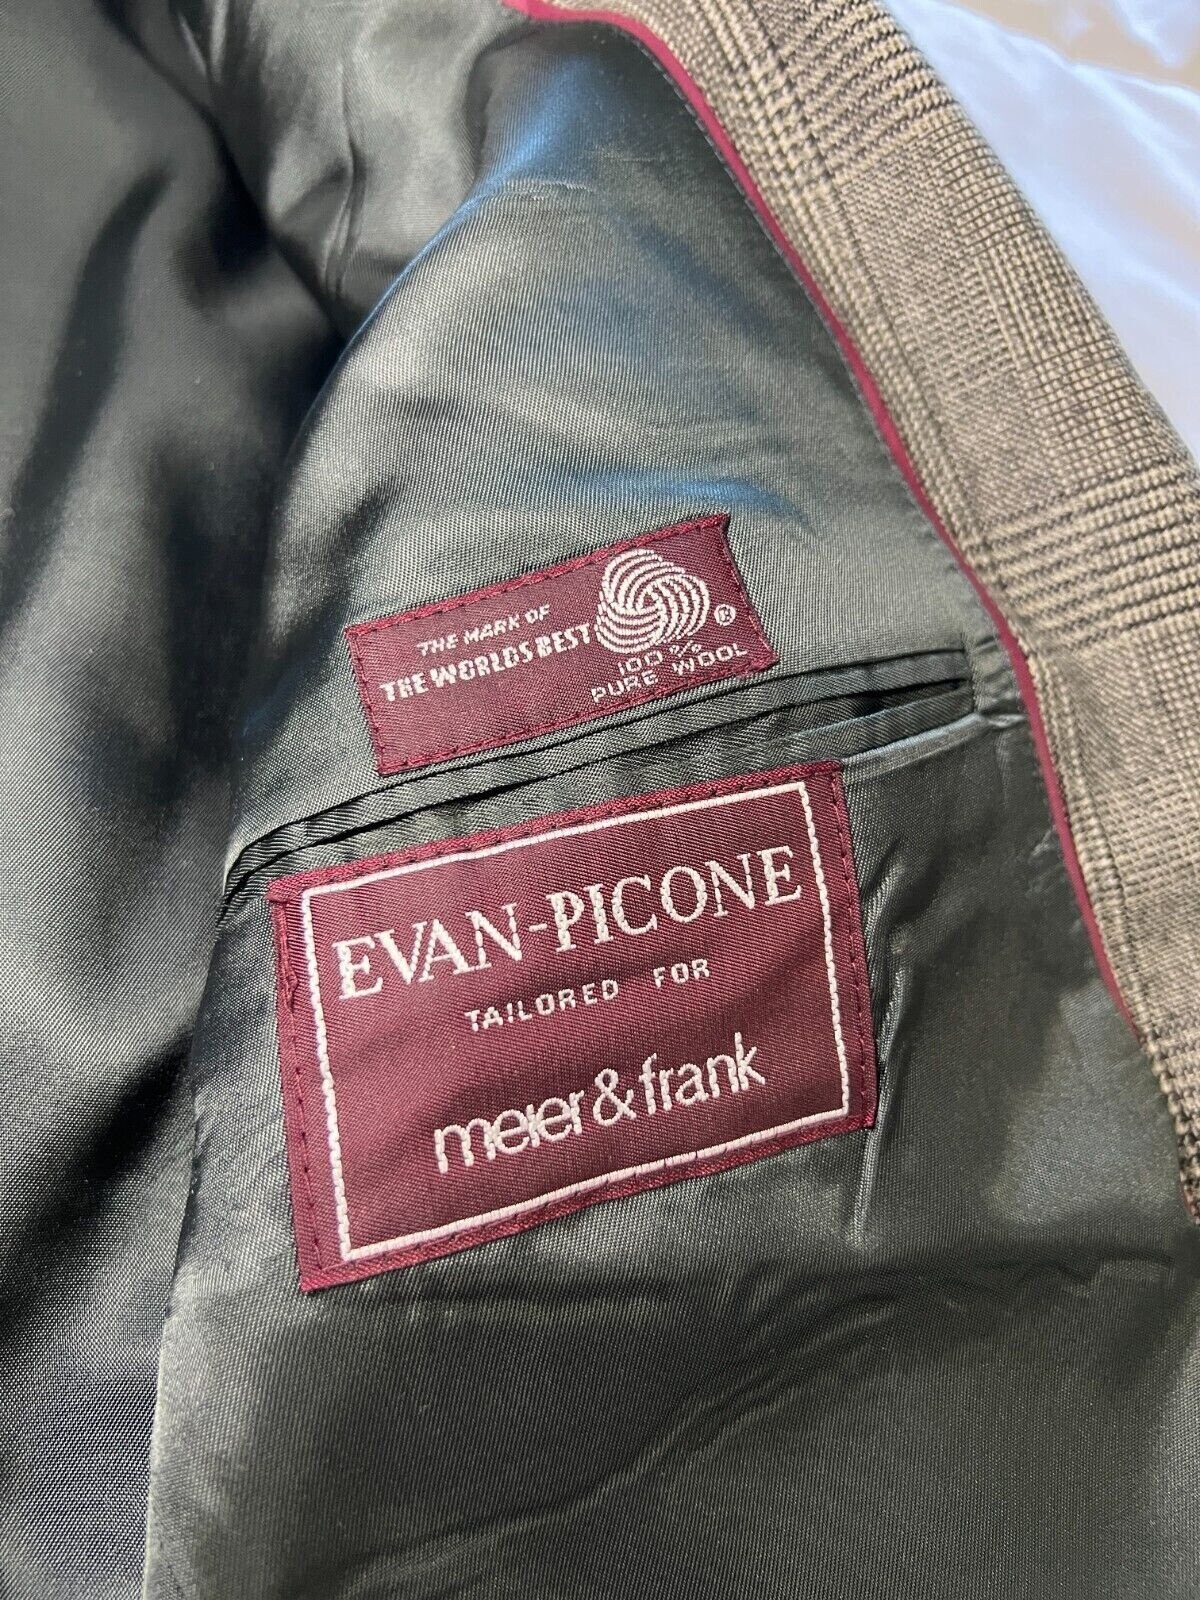 THE MARK OF
THE WORLDS BEST
®
100%
PURE WOOL
EVAN-PICONE
TAILORED FOR
meier & frank